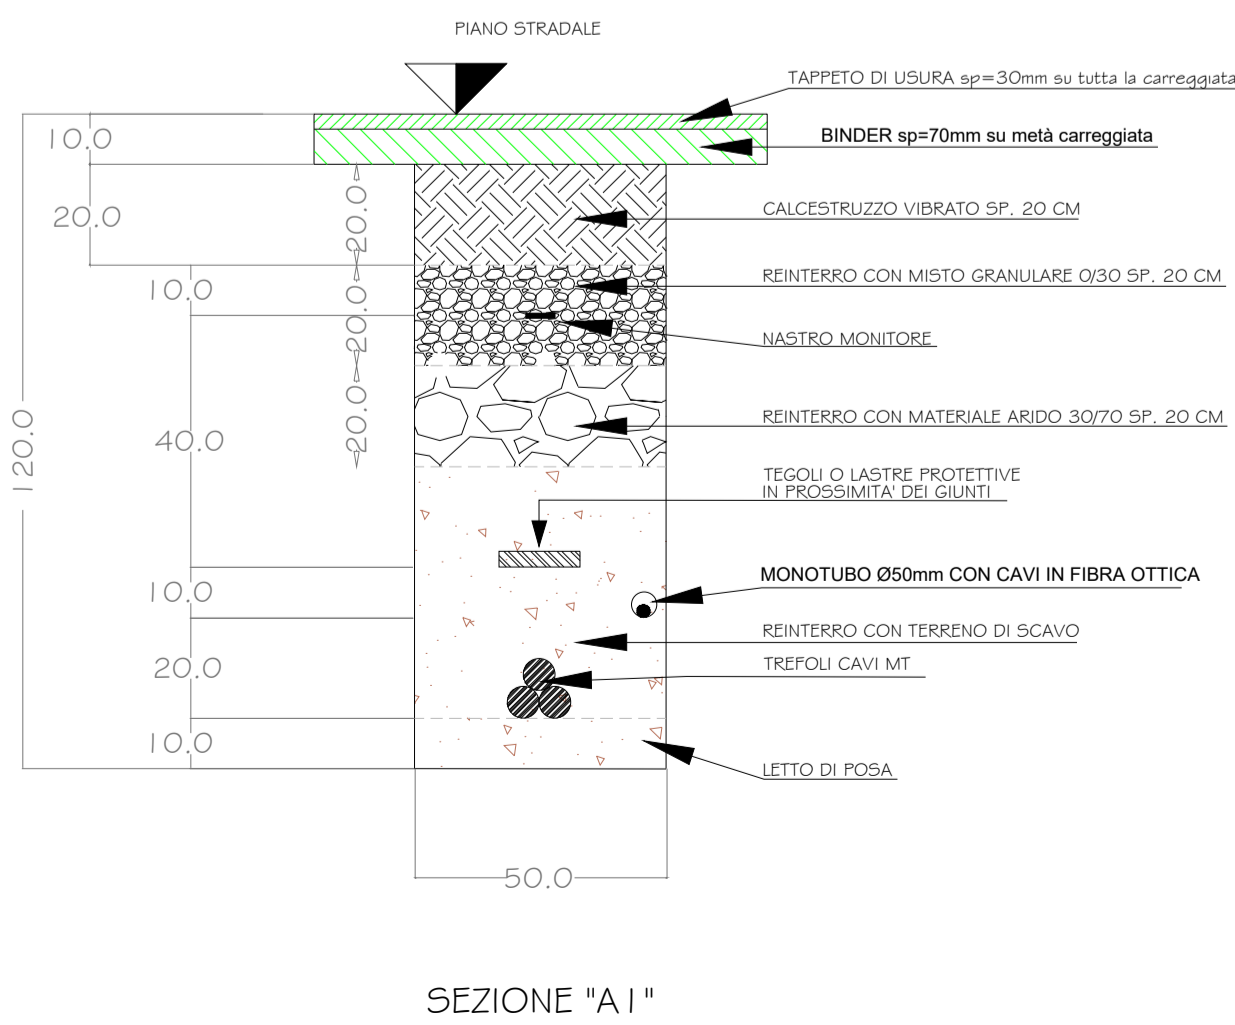 PIANO STRADALE
TAPPETO DI USURA sp=30mm su tutta la carreggiata
10.0
BINDER sp=70mm su metà carreggiata
20.0
20.0
CALCESTRUZZO VIBRATO SP. 20 CM
10.0
20.0
REINTERRO CON MISTO GRANULARE 0/30 SP. 20 CM
NASTRO MONITORE
120.0
40.0
20.0
REINTERRO CON MATERIALE ARIDO 30/70 SP. 20 CM
TEGOLI O LASTRE PROTETTIVE
IN PROSSIMITA' DEI GIUNTI
10.0
MONOTUBO Ø50mm CON CAVI IN FIBRA OTTICA
REINTERRO CON TERRENO DI SCAVO
20.0
TREFOLI CAVI MT
10.0
LETTO DI POSA
50.0
SEZIONE "A1"